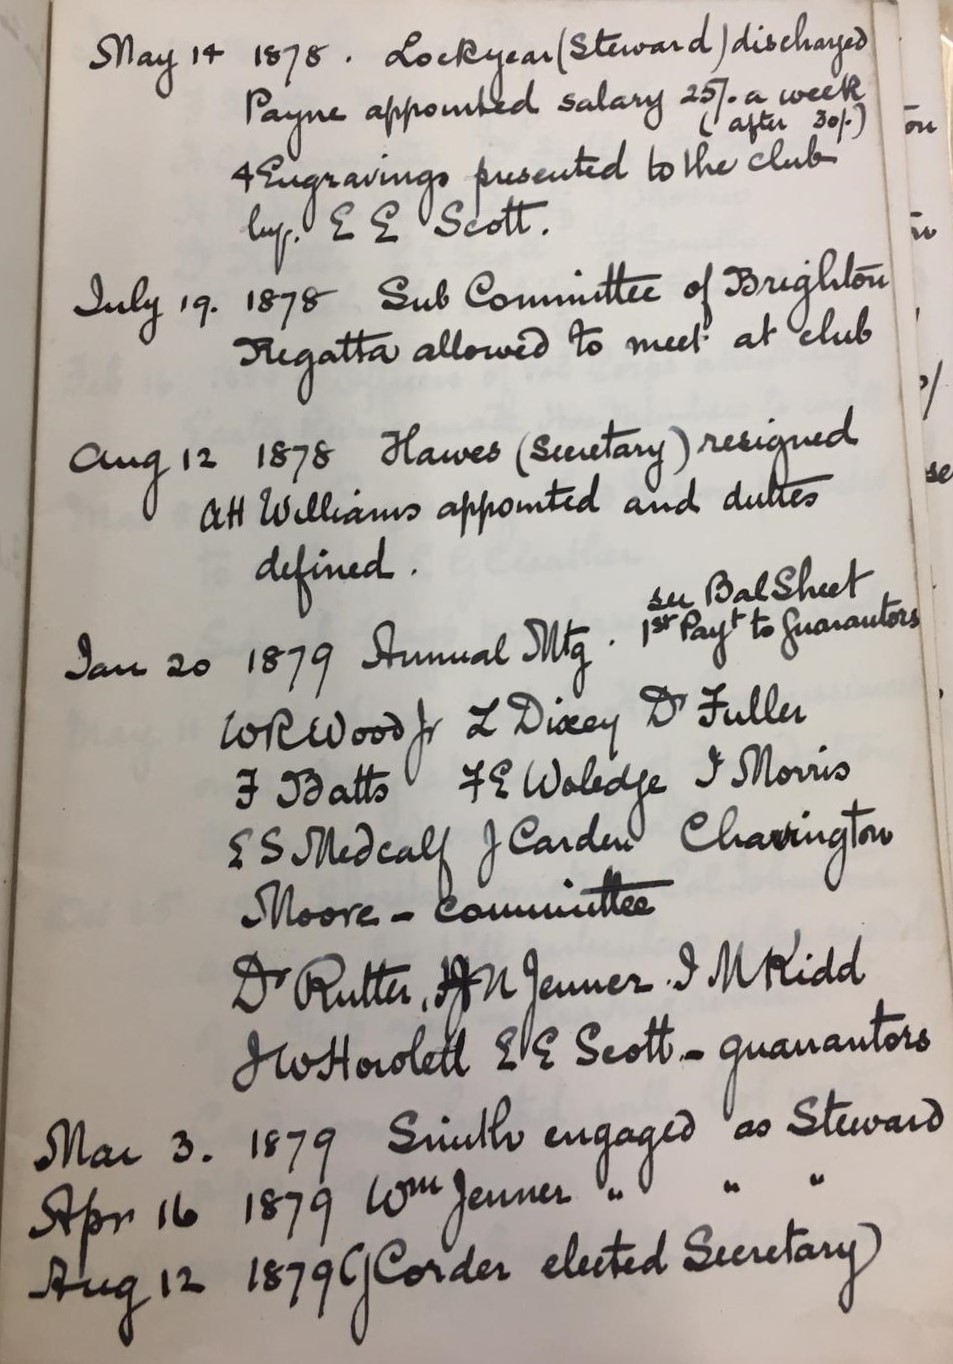 May 14 1878. Lockyear (Steward) discharged
Payne appointed salary 25/. a week
(after 30/.)
4 Engravings presented to the club
by. E E Scott.
July 19. 1878 Sub Committee of Brighton
Regatta allowed to meet at club
Aug 12 1878 Hawes (Secretary) resigned
AH Williams appointed and duties
defined.
see Bal Sheet
Jan 20 1879 Annual Mtg. 1st Payt to Guarantors
WR Wood Jr L Dixey Dr Fuller
F Batts FE Woledge I Morris
E S Medcalf J Carden Charrington
Moore - committee
Dr Rutter, HN Jenner. I M Kidd
JW Howlett E E Scott - guarantors
Mar 3. 1879 Smith engaged as Steward
Apr 16 1879 Wm Jenner " " "
Aug 12 1879 (J Corder elected Secretary)